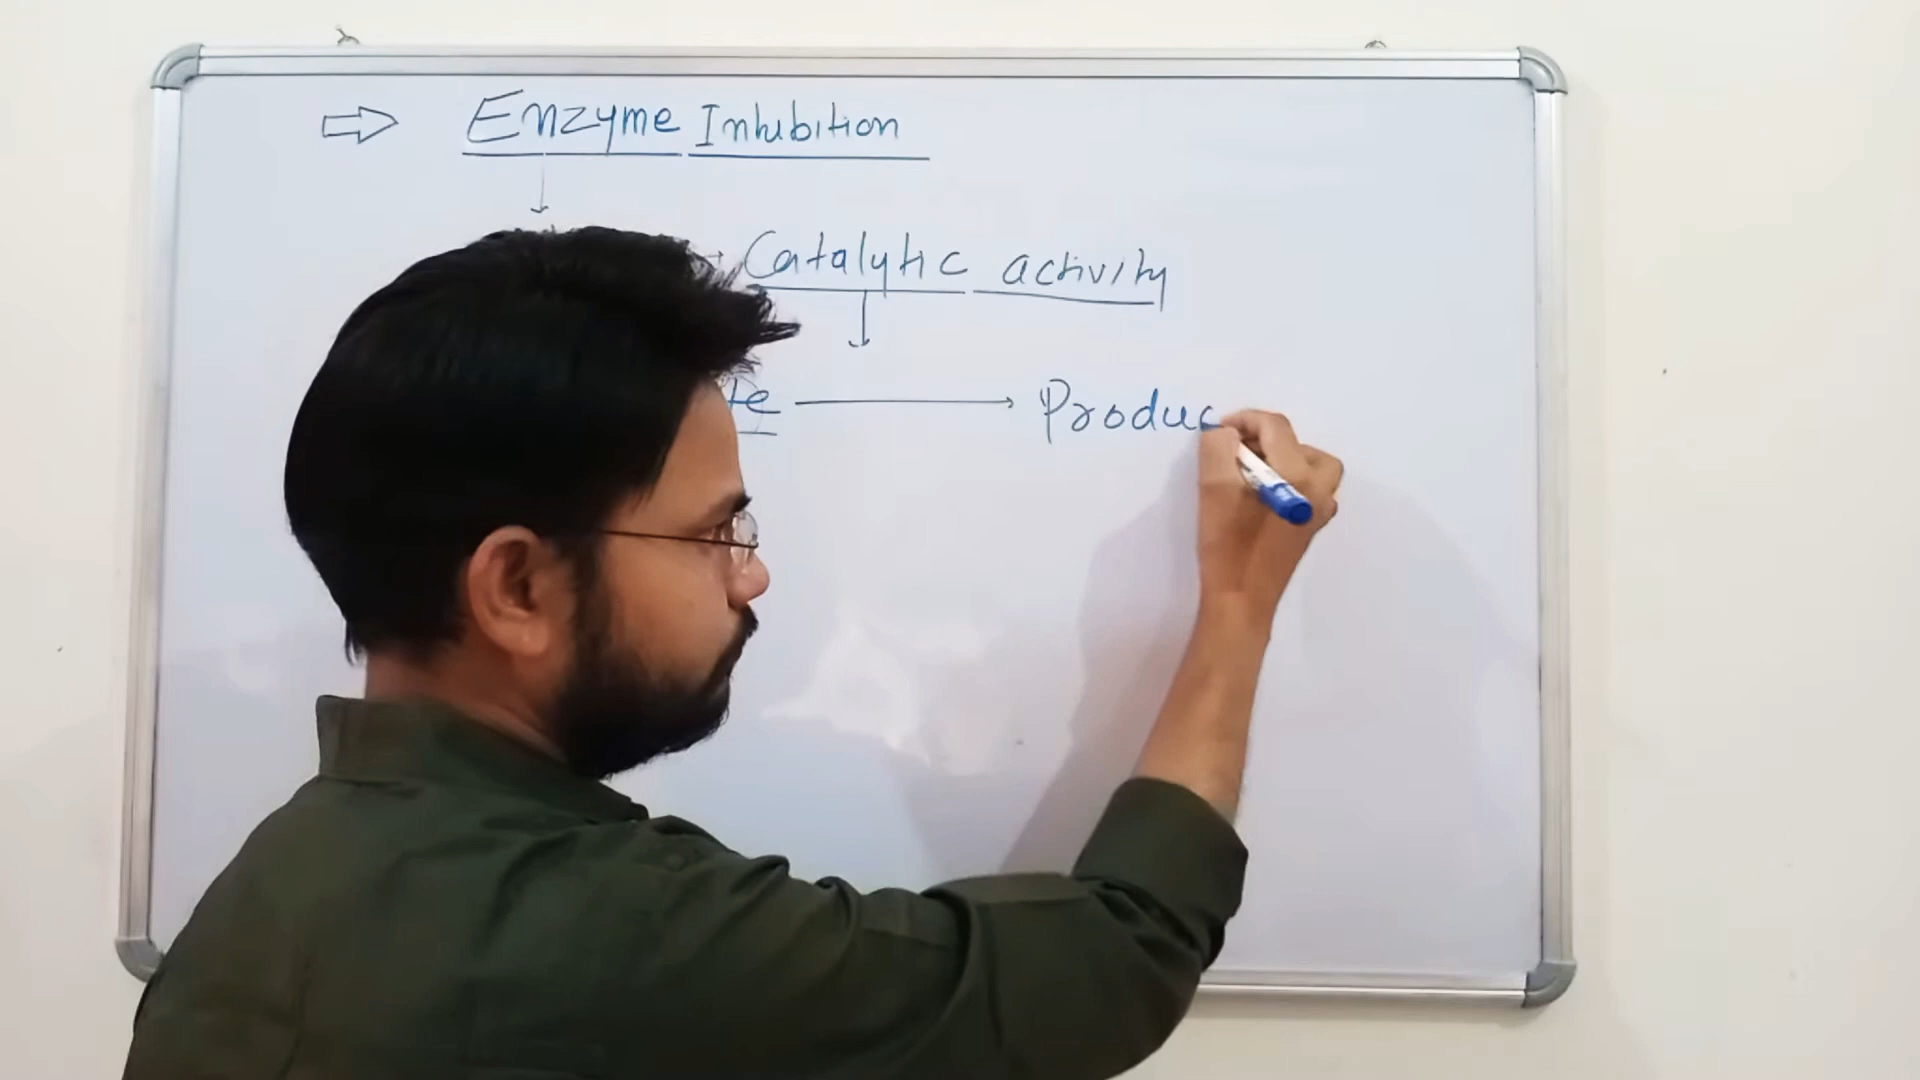 ⇒ Enzyme Inhibition
→ Catalytic activity
te → Produc